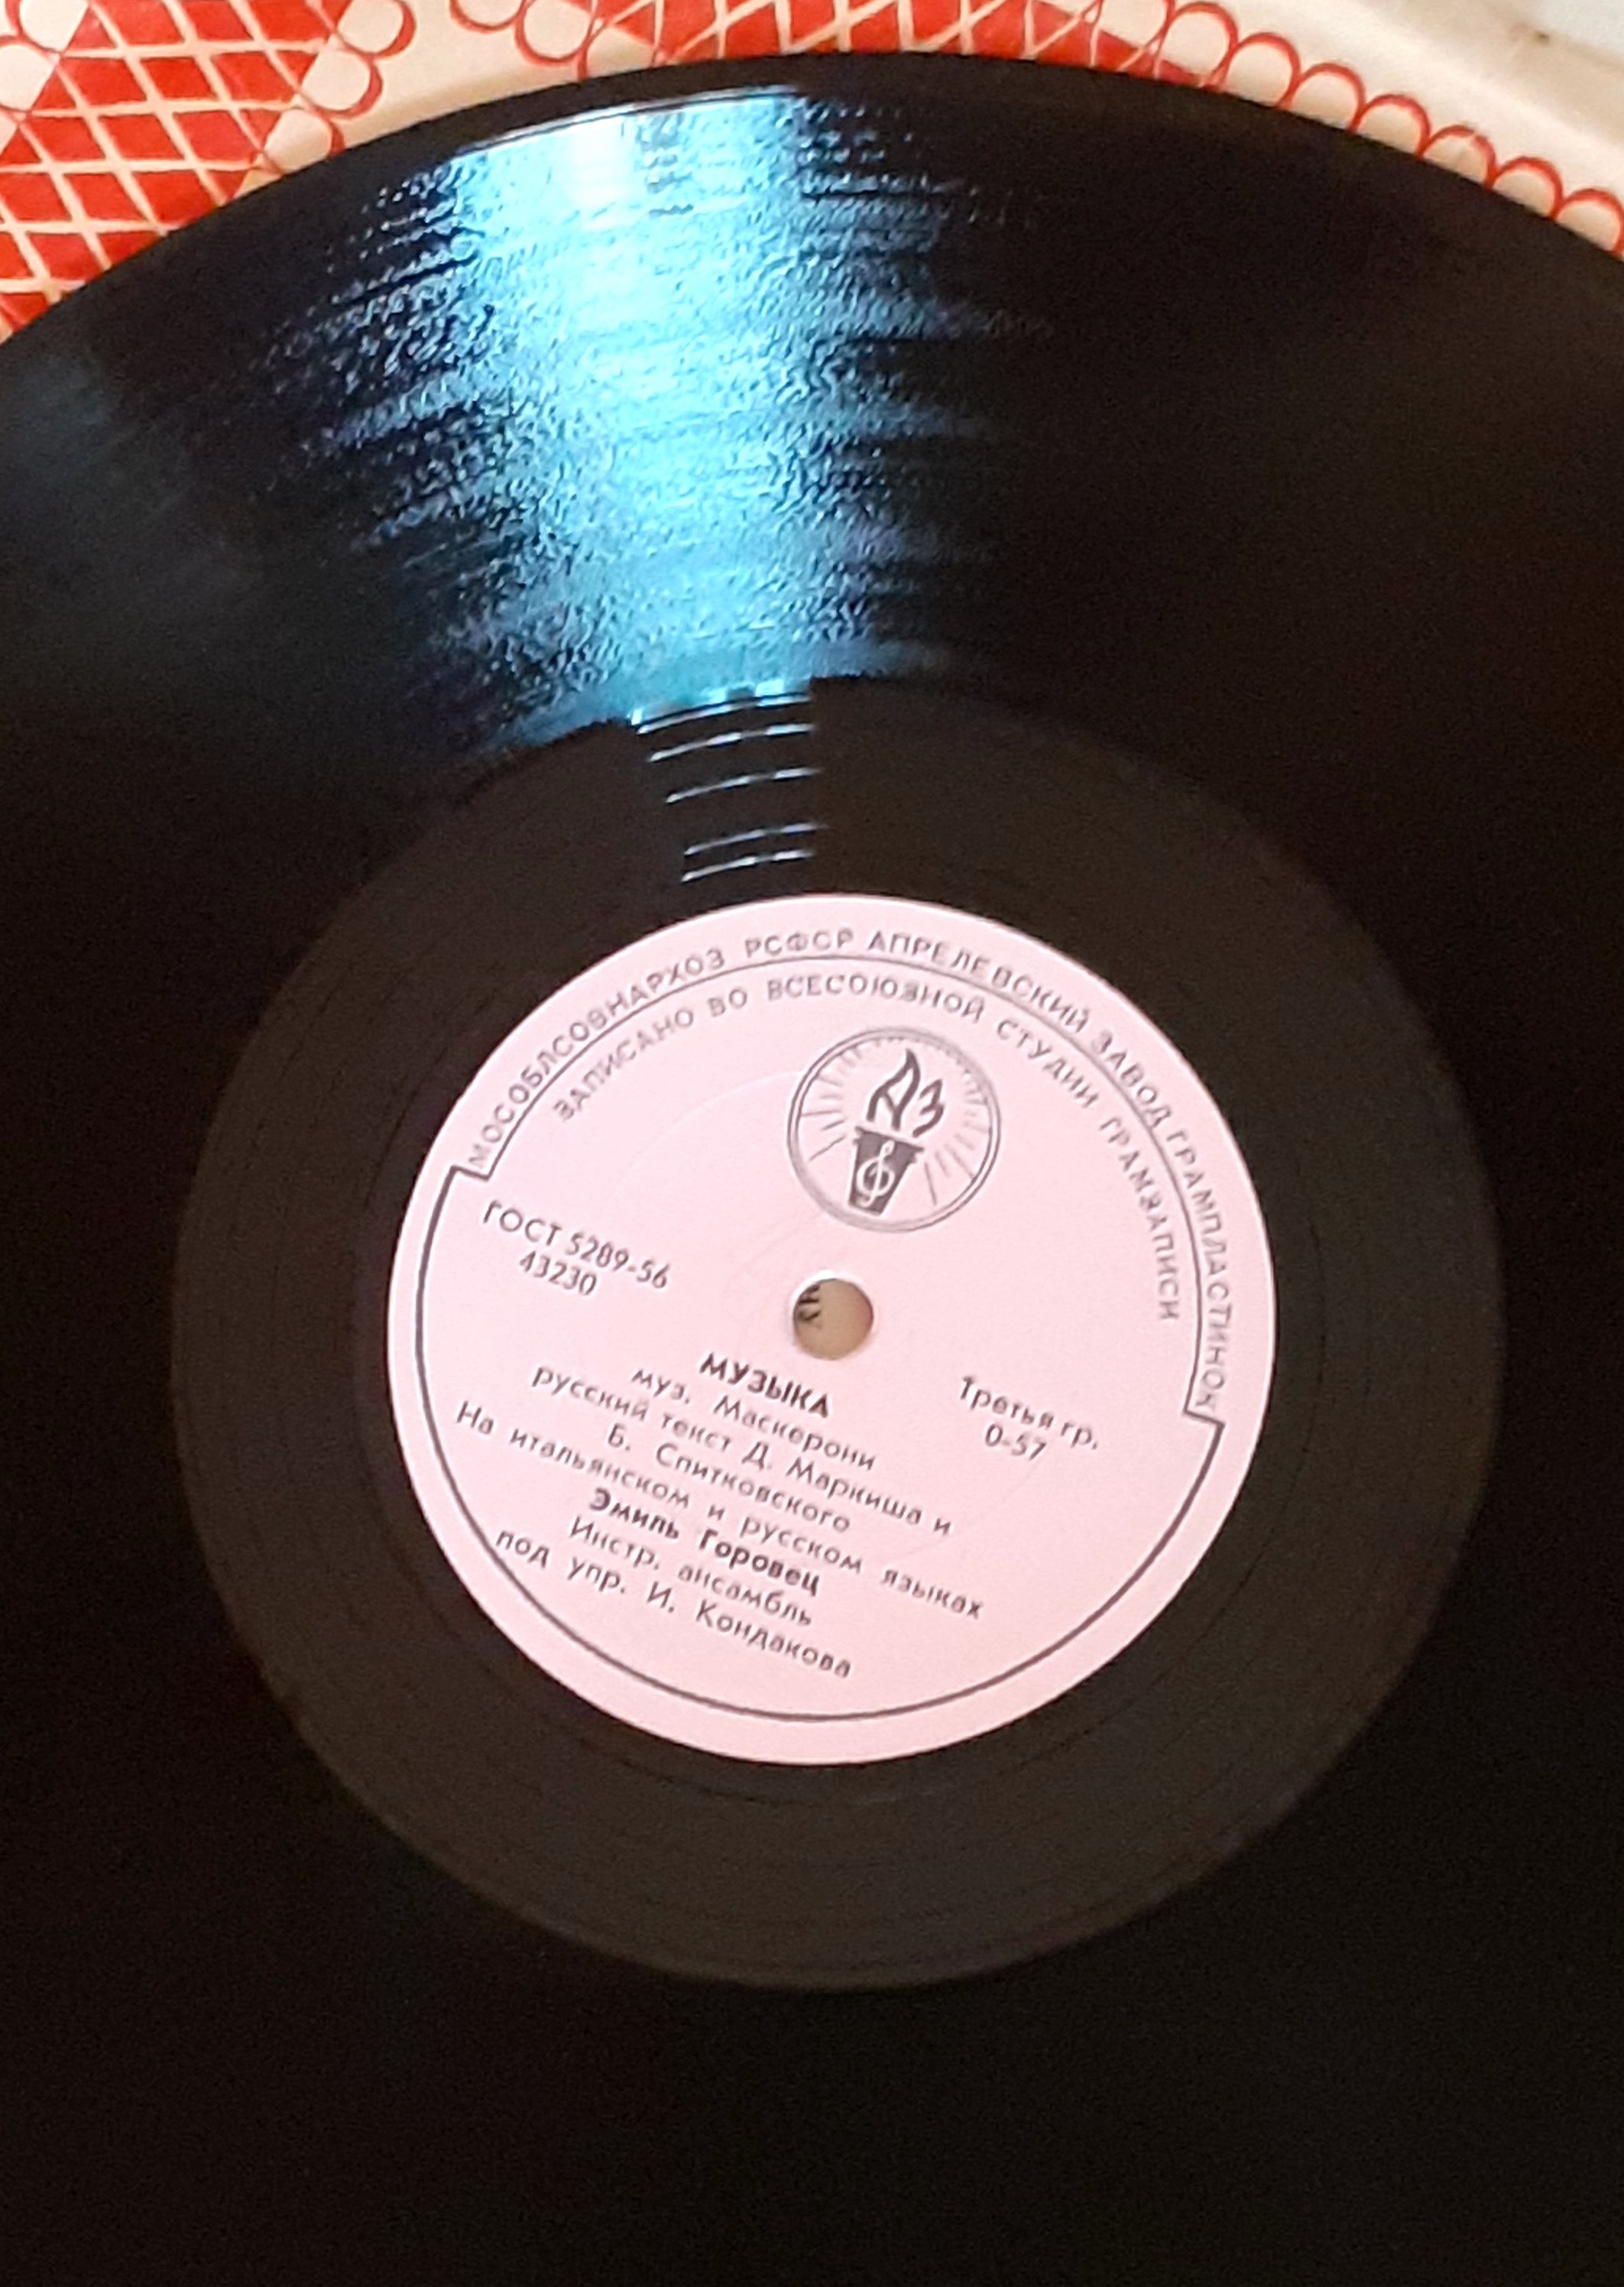 МОСОБЛСОВНАРХОЗ РСФСР АПРЕЛЕВСКИЙ ЗАВОД ГРАМПЛАСТИНОК
ЗАПИСАНО ВО ВСЕСОЮЗНОЙ СТУДИИ ГРАМЗАПИСИ
АЗ
ГОСТ 5289-56
43230
Третья гр.
0-57
МУЗЫКА
муз. Маскерони
русский текст Д. Маркиша и
Б. Спитковского
На итальянском и русском языках
Эмиль Горовец
Инстр. ансамбль
под упр. И. Кондакова